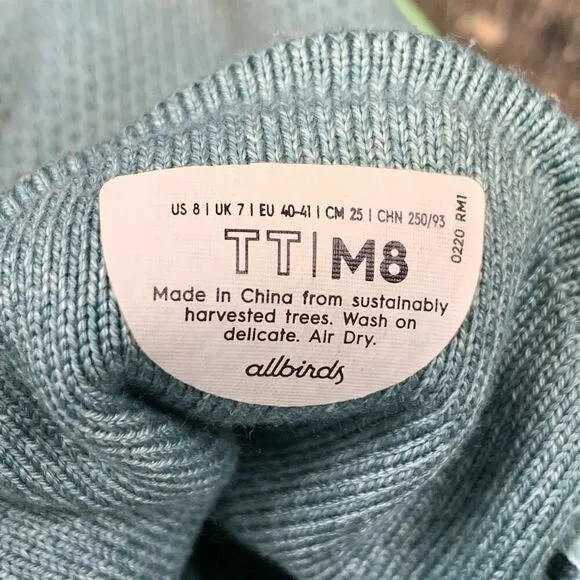 US 8 | UK 7 | EU 40-41 | CM 25 | CHN 250/93
TT | M8
Made in China from sustainably
harvested trees. Wash on
delicate. Air Dry.
allbirds
0220 RM1